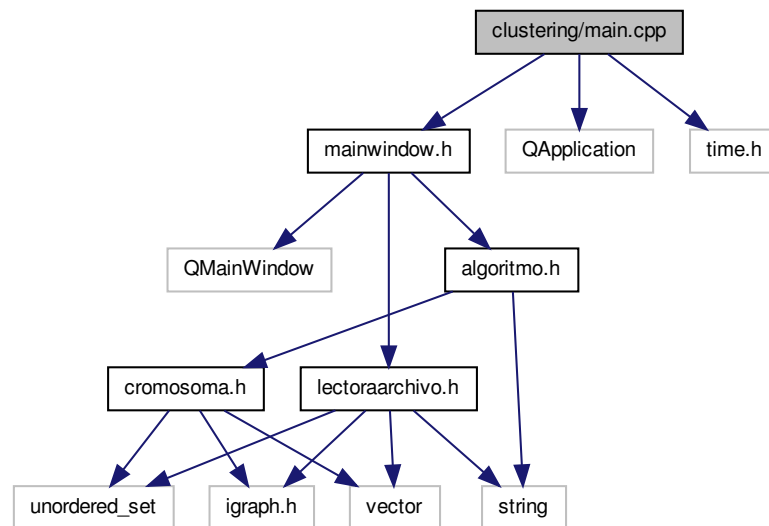 clustering/main.cpp
mainwindow.h
QApplication
time.h
QMainWindow
algoritmo.h
cromosoma.h
lectoraarchivo.h
unordered_set
igraph.h
vector
string